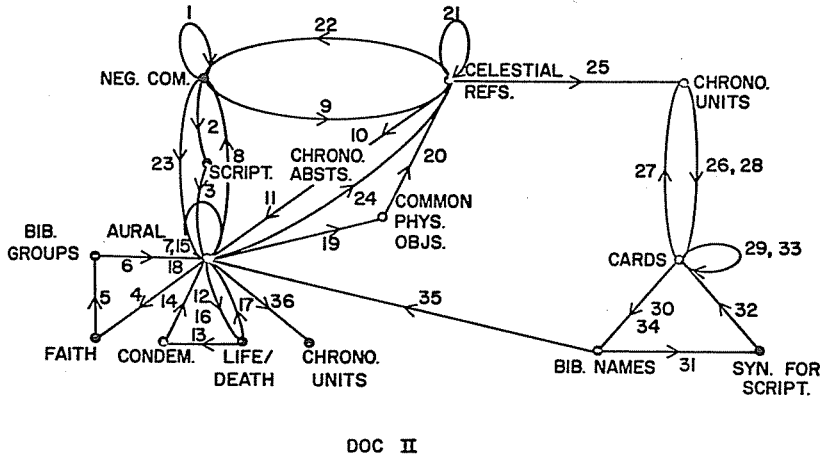 1
22
21
NEG. COM.
CELESTIAL
REFS.
25
CHRONO.
UNITS
9
2
10
8
CHRONO.
ABSTS.
20
23
SCRIPT.
27
26, 28
3
11
24
COMMON
PHYS.
OBJS.
BIB.
GROUPS
AURAL
7,15
18
19
CARDS
29, 33
6
5
4
14
12
16
17
36
35
30
34
32
13
FAITH
CONDEM.
LIFE/
DEATH
CHRONO.
UNITS
BIB. NAMES
31
SYN. FOR
SCRIPT.
DOC II